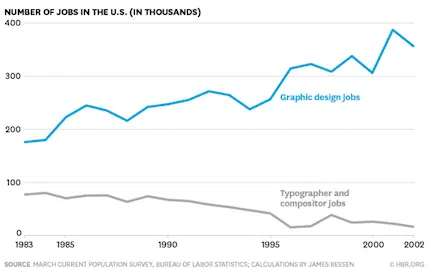 NUMBER OF JOBS IN THE U.S. (IN THOUSANDS)
400
300
Graphic design jobs
200
100
Typographer and
compositor jobs
0
1983 1985 1990 1995 2000 2002
SOURCE MARCH CURRENT POPULATION SURVEY, BUREAU OF LABOR STATISTICS; CALCULATIONS BY JAMES BESSEN © HBR.ORG